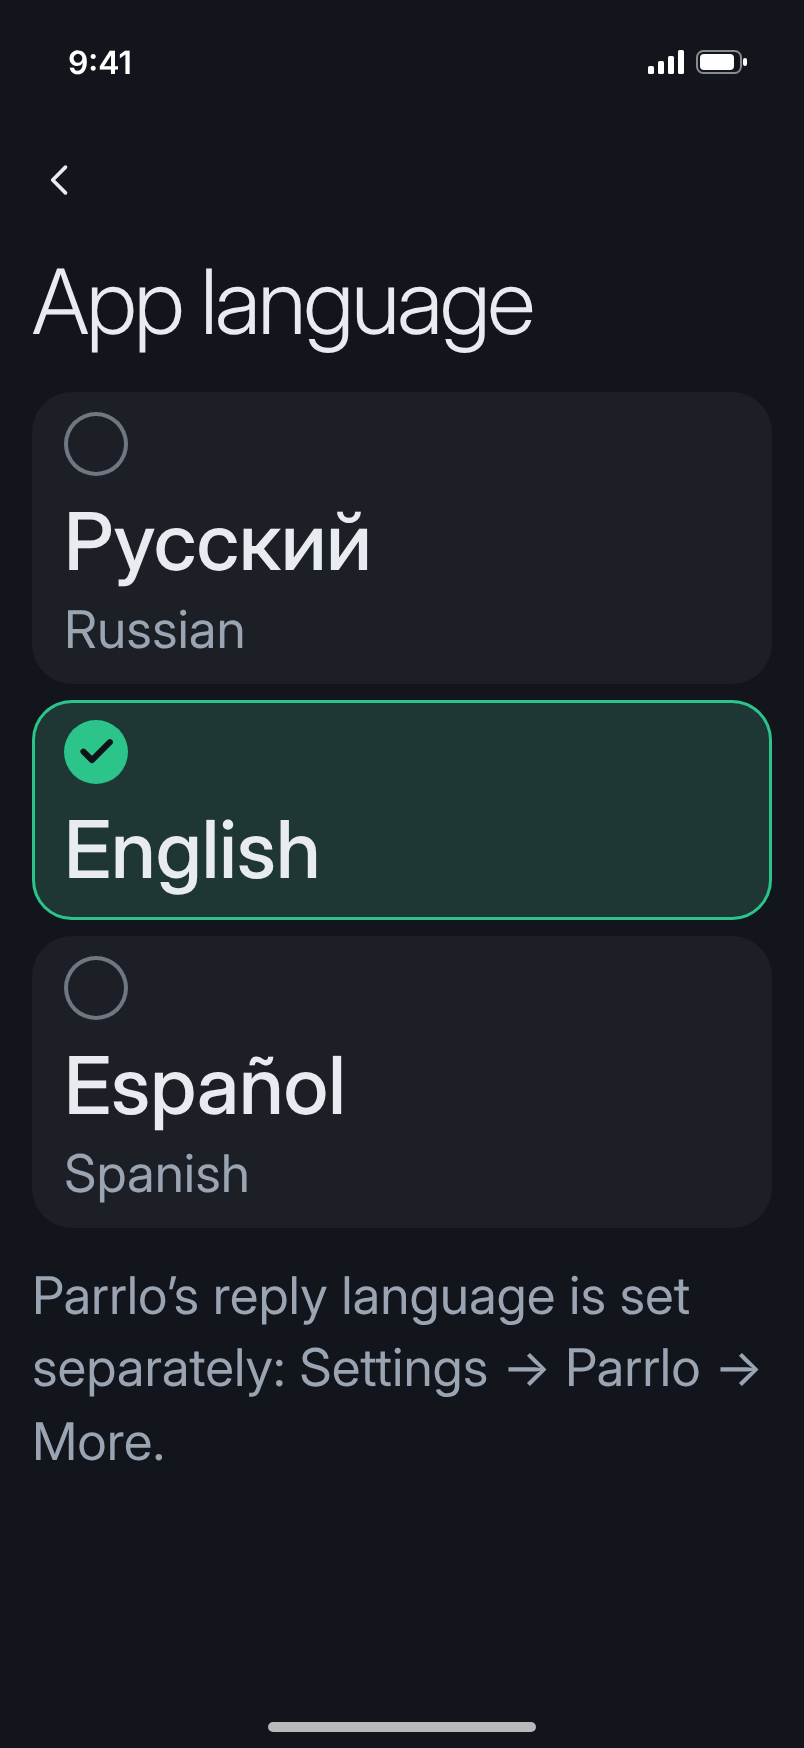 9:41
App language
Русский
Russian
English
Español
Spanish
Parrlo’s reply language is set
separately: Settings → Parrlo →
More.